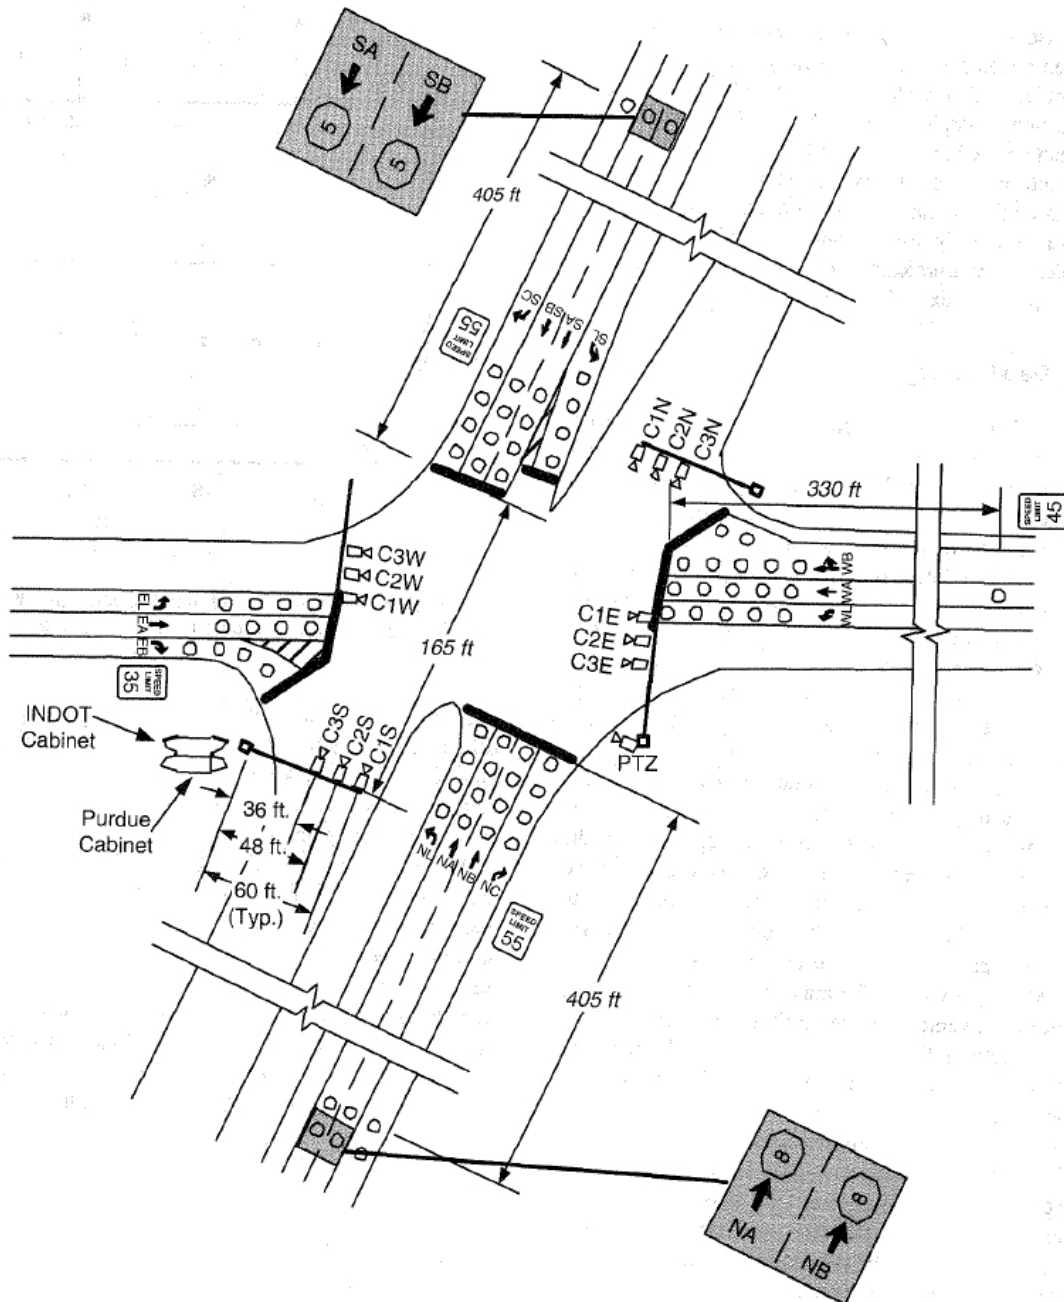 SA
SB
5
5
405 ft
SC
SB
SA
SL
SPEED
LIMIT
55
C1N
C2N
C3N
330 ft
SPEED
LIMIT
45
C3W
C2W
C1W
WB
WA
WL
EL
EA
EB
165 ft
C1E
C2E
C3E
SPEED
LIMIT
35
INDOT
Cabinet
C3S
C2S
C1S
PTZ
Purdue
Cabinet
36 ft.
48 ft.
60 ft.
(Typ.)
NL
NA
NB
NC
SPEED
LIMIT
55
405 ft
8
8
NA
NB